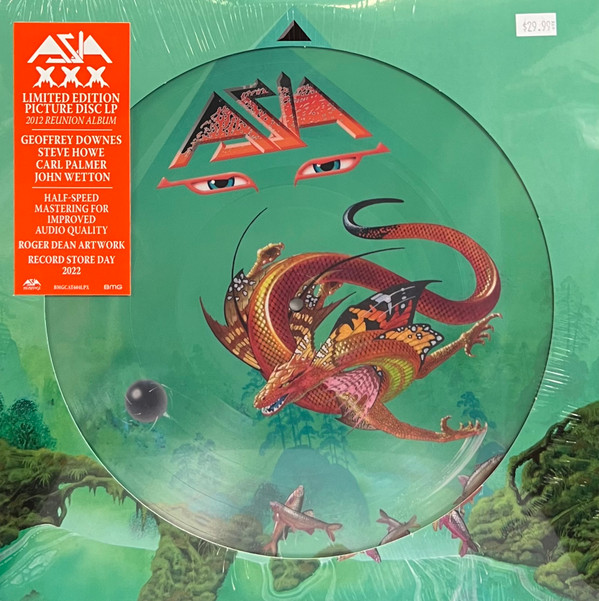 $29.99
ASIA
XXX
LIMITED EDITION
PICTURE DISC LP
2012 REUNION ALBUM
GEOFFREY DOWNES
STEVE HOWE
CARL PALMER
JOHN WETTON
HALF-SPEED
MASTERING FOR
IMPROVED
AUDIO QUALITY
ROGER DEAN ARTWORK
RECORD STORE DAY
2022
BMGCAT604LPX
BMG
ASIA